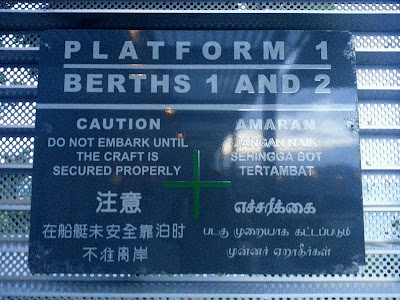 PLATFORM 1
BERTHS 1 AND 2
CAUTION
DO NOT EMBARK UNTIL
THE CRAFT IS
SECURED PROPERLY
AMARAN
JANGAN NAIK
SEHINGGA BOT
TERTAMBAT
注意
在船艇未安全靠泊时
不准离岸
எச்சரிக்கை
படகு முறையாக கட்டப்படும்
முன்னர் ஏறாதீர்கள்